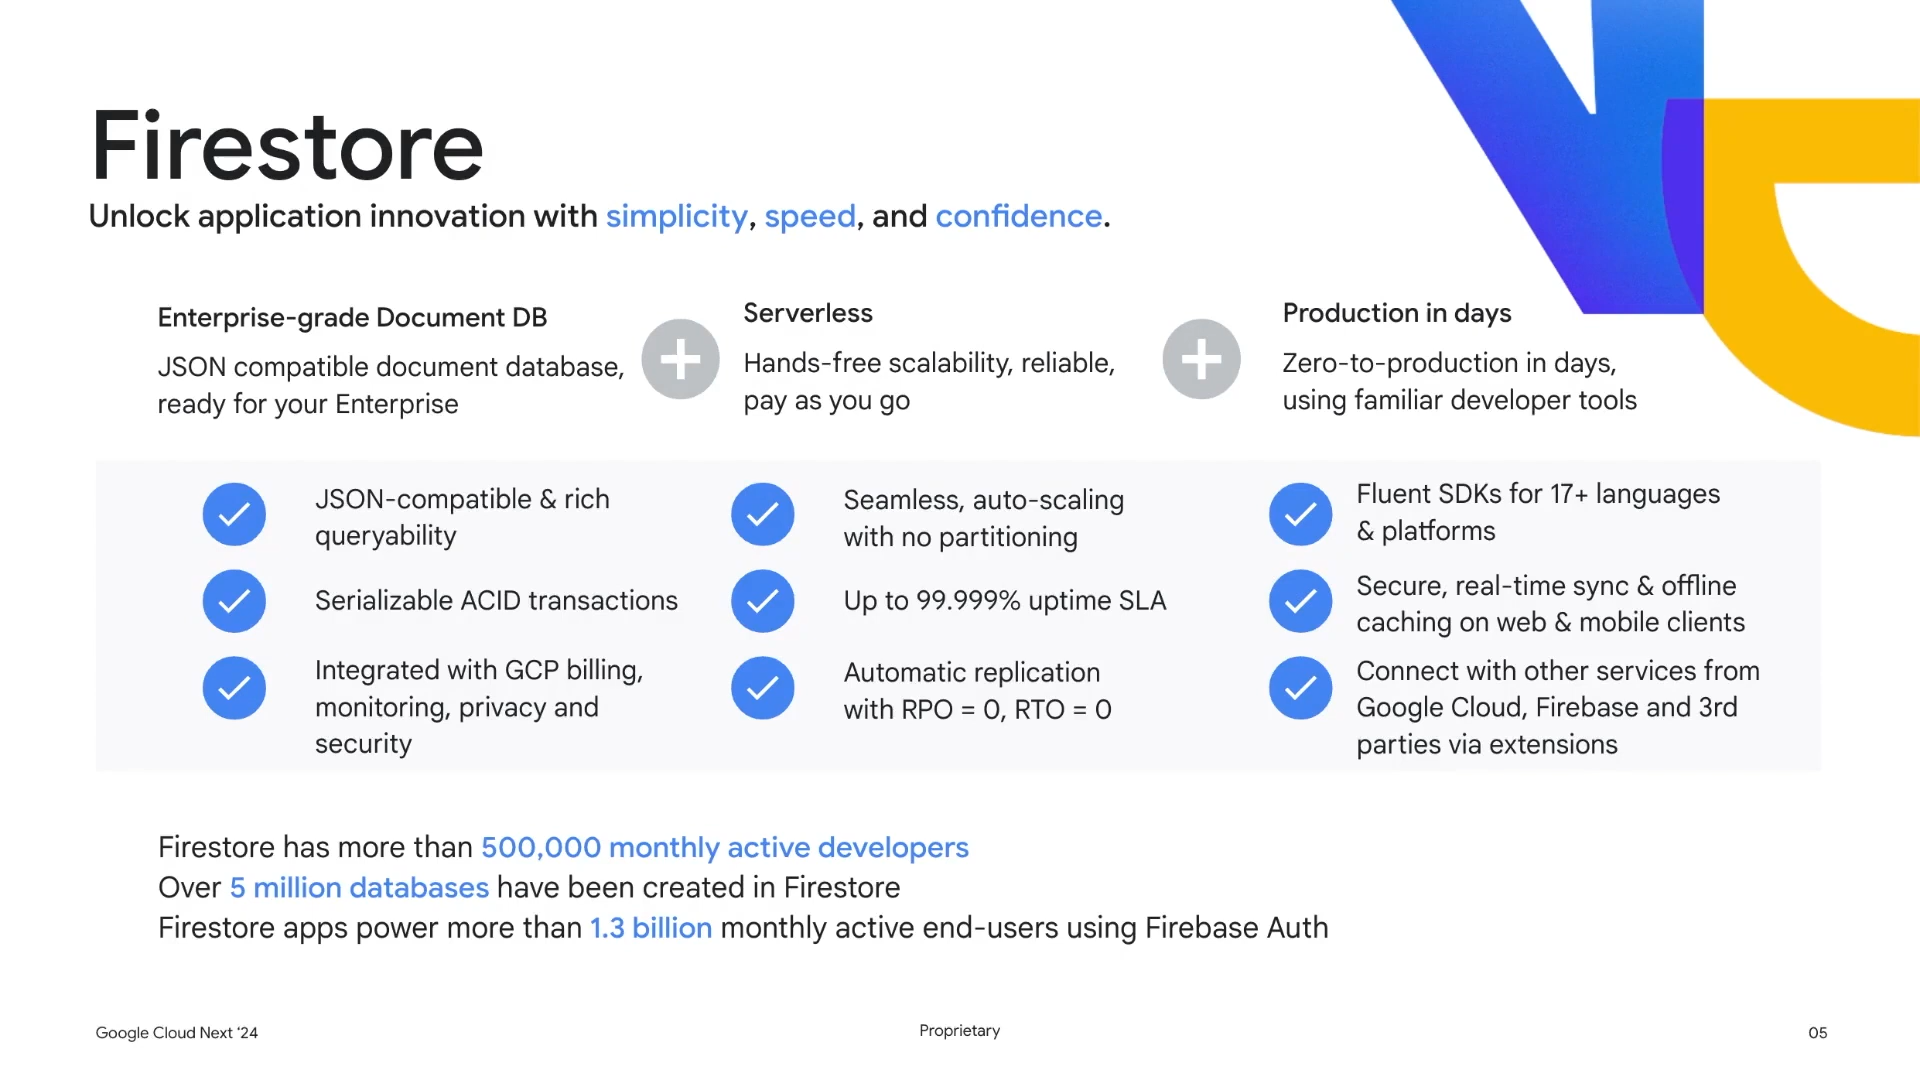 Firestore
Unlock application innovation with simplicity, speed, and confidence.
Enterprise-grade Document DB
JSON compatible document database,
ready for your Enterprise
Serverless
Hands-free scalability, reliable,
pay as you go
Production in days
Zero-to-production in days,
using familiar developer tools
JSON-compatible & rich
queryability
Serializable ACID transactions
Integrated with GCP billing,
monitoring, privacy and
security
Seamless, auto-scaling
with no partitioning
Up to 99.999% uptime SLA
Automatic replication
with RPO = 0, RTO = 0
Fluent SDKs for 17+ languages
& platforms
Secure, real-time sync & offline
caching on web & mobile clients
Connect with other services from
Google Cloud, Firebase and 3rd
parties via extensions
Firestore has more than 500,000 monthly active developers
Over 5 million databases have been created in Firestore
Firestore apps power more than 1.3 billion monthly active end-users using Firebase Auth
Google Cloud Next ‘24
Proprietary
05